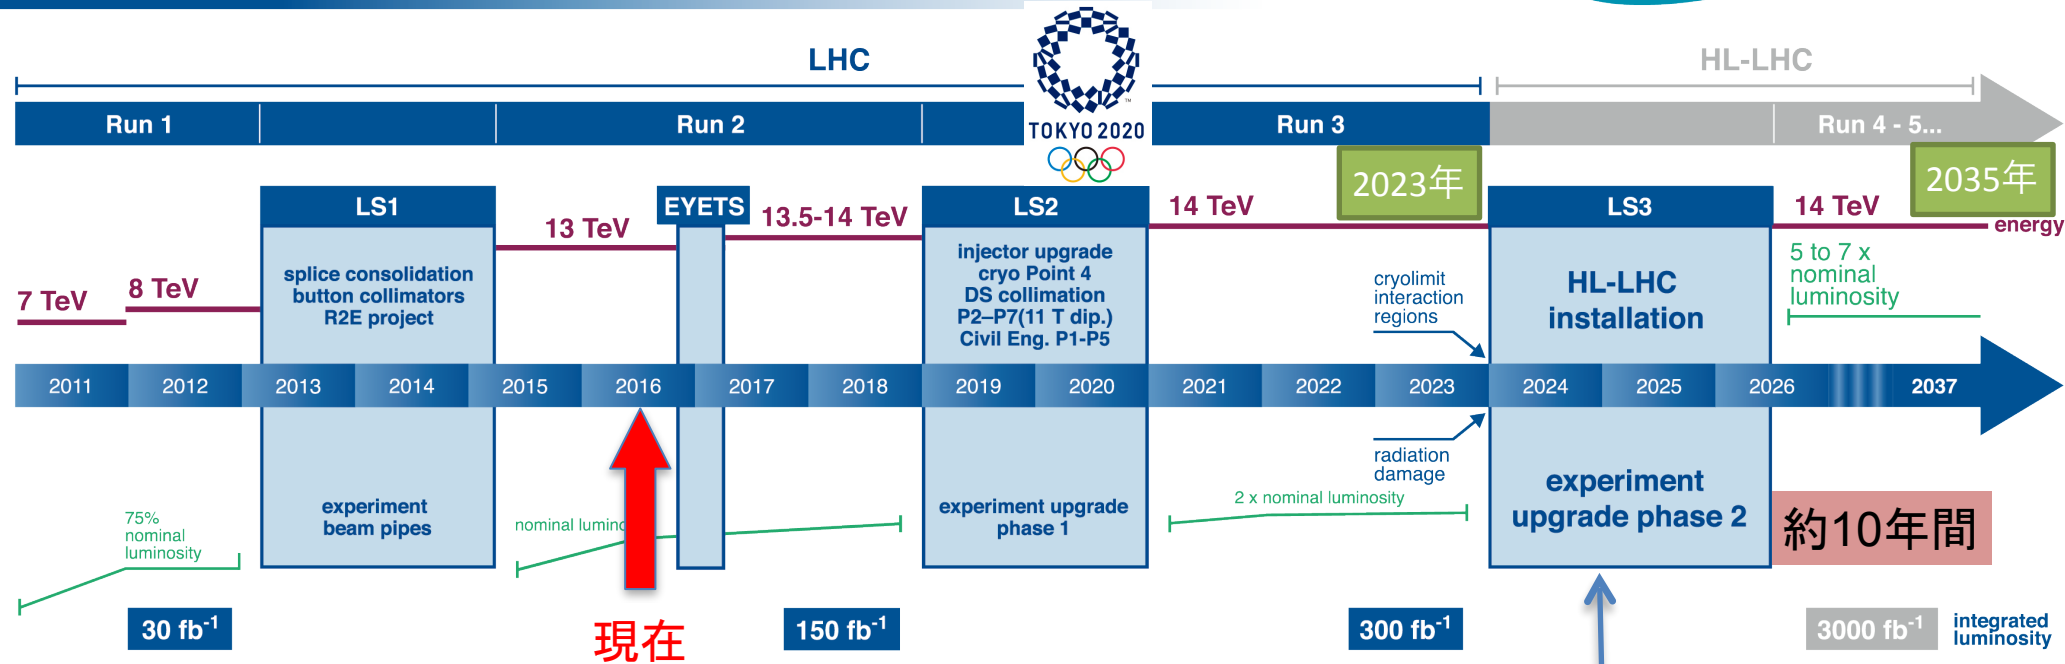 LHC
HL-LHC
TOKYO 2020
Run 1
Run 2
Run 3
Run 4 - 5...
2023年
2035年
LS1
EYETS
LS2
LS3
7 TeV
8 TeV
13 TeV
13.5-14 TeV
14 TeV
14 TeV
energy
splice consolidation
button collimators
R2E project
injector upgrade
cryo Point 4
DS collimation
P2–P7(11 T dip.)
Civil Eng. P1-P5
cryolimit
interaction
regions
HL-LHC
installation
5 to 7 x
nominal
luminosity
2011
2012
2013
2014
2015
2016
2017
2018
2019
2020
2021
2022
2023
2024
2025
2026
2037
75%
nominal
luminosity
experiment
beam pipes
nominal
experiment upgrade
phase 1
2 x nominal luminosity
radiation
damage
experiment
upgrade phase 2
約10年間
30 fb-1
現在
150 fb-1
300 fb-1
3000 fb-1
integrated
luminosity